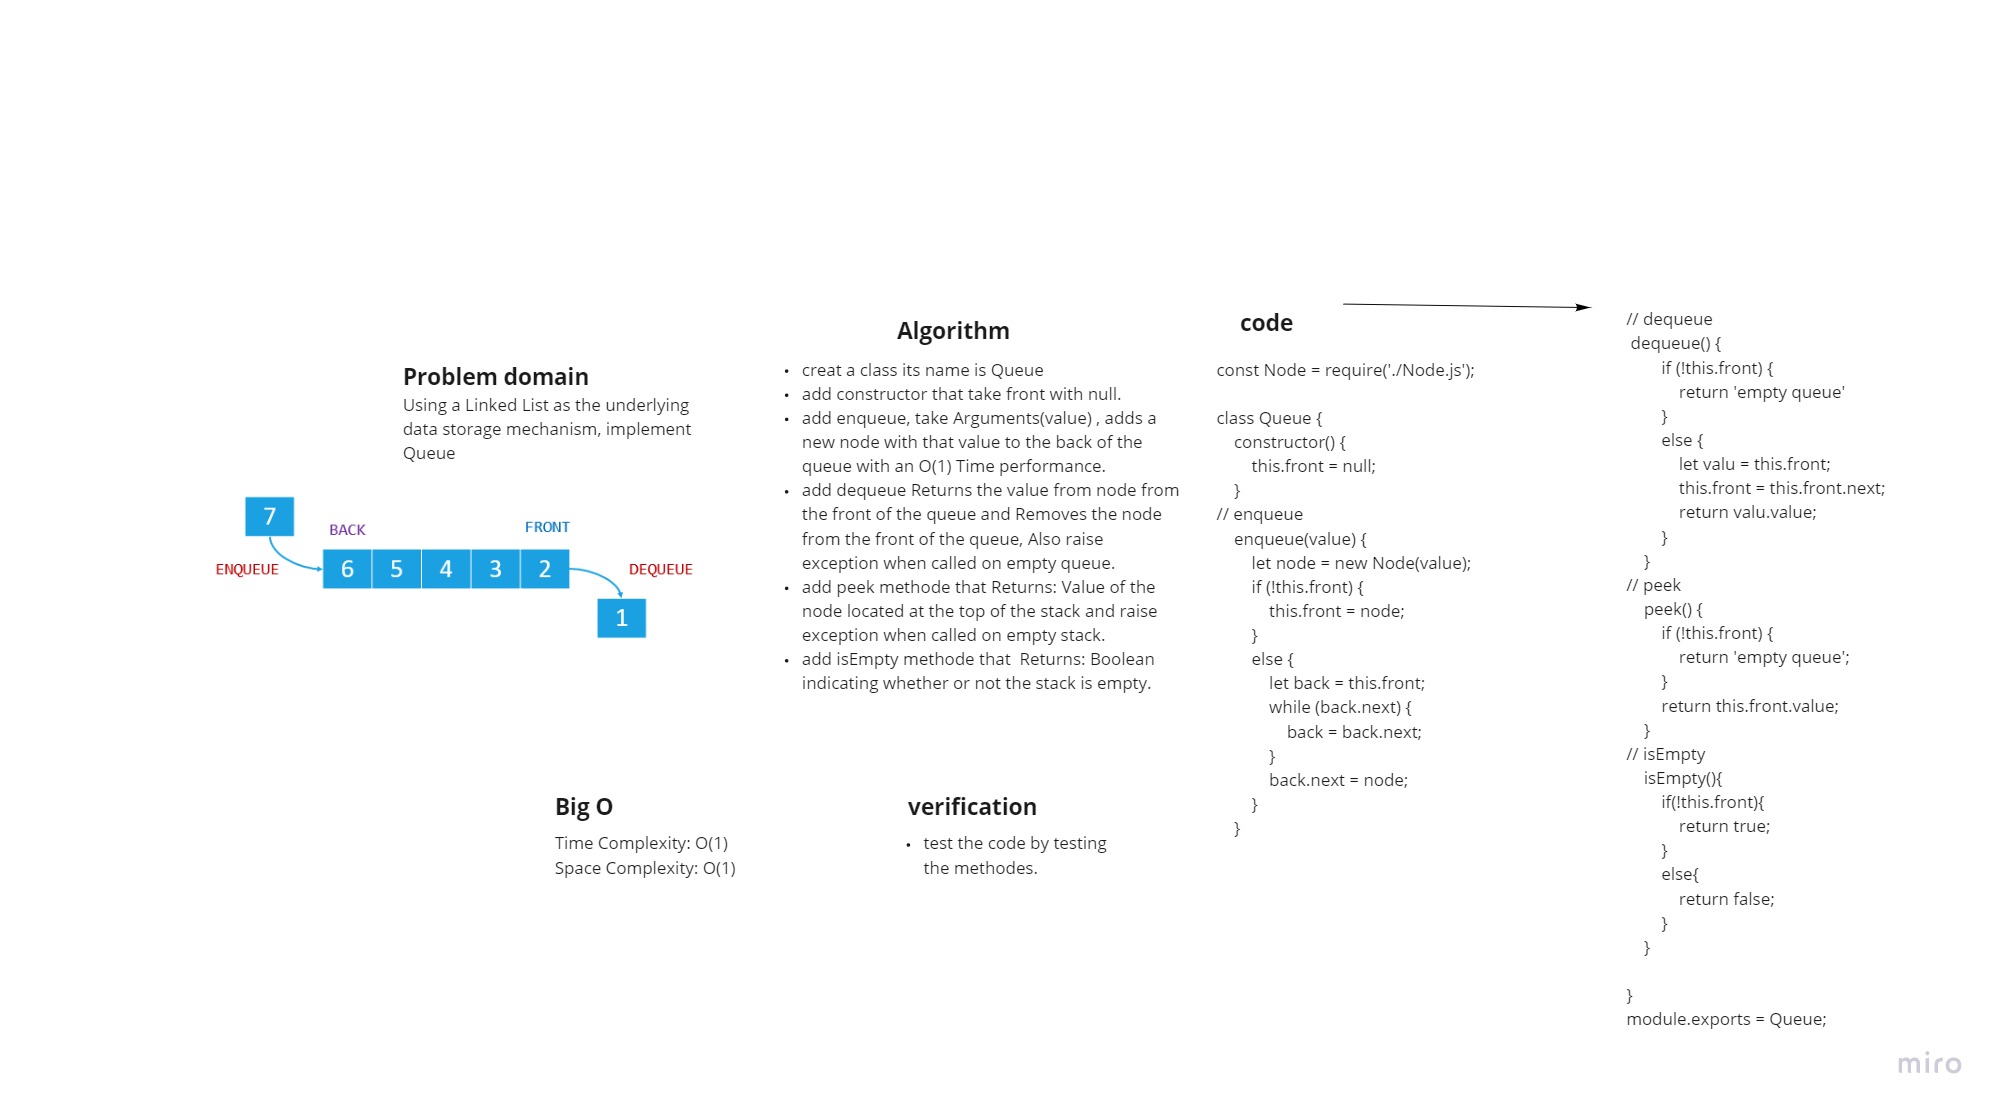 Problem domain
Using a Linked List as the underlying
data storage mechanism, implement
Queue
7
BACK
FRONT
ENQUEUE
6 5 4 3 2
DEQUEUE
1
Algorithm
• creat a class its name is Queue
• add constructor that take front with null.
• add enqueue, take Arguments(value) , adds a
new node with that value to the back of the
queue with an O(1) Time performance.
• add dequeue Returns the value from node from
the front of the queue and Removes the node
from the front of the queue, Also raise
exception when called on empty queue.
• add peek methode that Returns: Value of the
node located at the top of the stack and raise
exception when called on empty stack.
• add isEmpty methode that  Returns: Boolean
indicating whether or not the stack is empty.
Big O
Time Complexity: O(1)
Space Complexity: O(1)
verification
• test the code by testing
the methodes.
code
const Node = require('./Node.js');
class Queue {
constructor() {
this.front = null;
}
// enqueue
enqueue(value) {
let node = new Node(value);
if (!this.front) {
this.front = node;
}
else {
let back = this.front;
while (back.next) {
back = back.next;
}
back.next = node;
}
}
// dequeue
dequeue() {
if (!this.front) {
return 'empty queue'
}
else {
let valu = this.front;
this.front = this.front.next;
return valu.value;
}
}
// peek
peek() {
if (!this.front) {
return 'empty queue';
}
return this.front.value;
}
// isEmpty
isEmpty(){
if(!this.front){
return true;
}
else{
return false;
}
}
}
module.exports = Queue;
miro